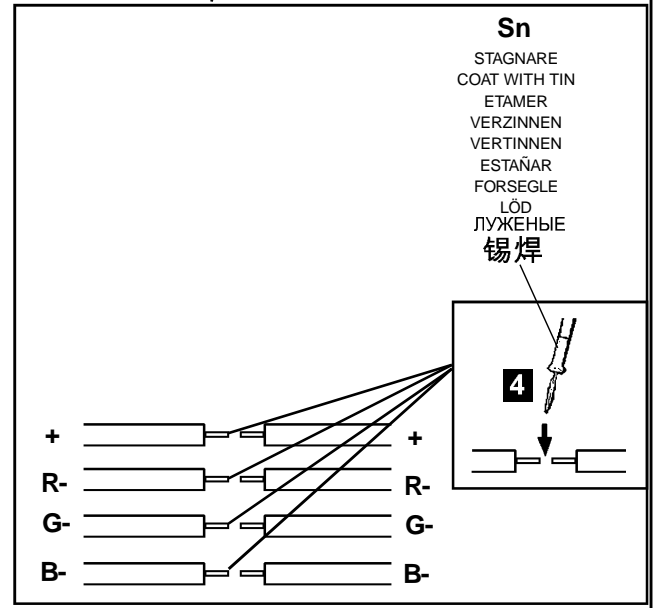 Sn
STAGNARE
COAT WITH TIN
ETAMER
VERZINNEN
VERTINNEN
ESTAÑAR
FORSEGLE
LÖD
ЛУЖЕНЫЕ
锡焊
4
+ +
R- R-
G- G-
B- B-